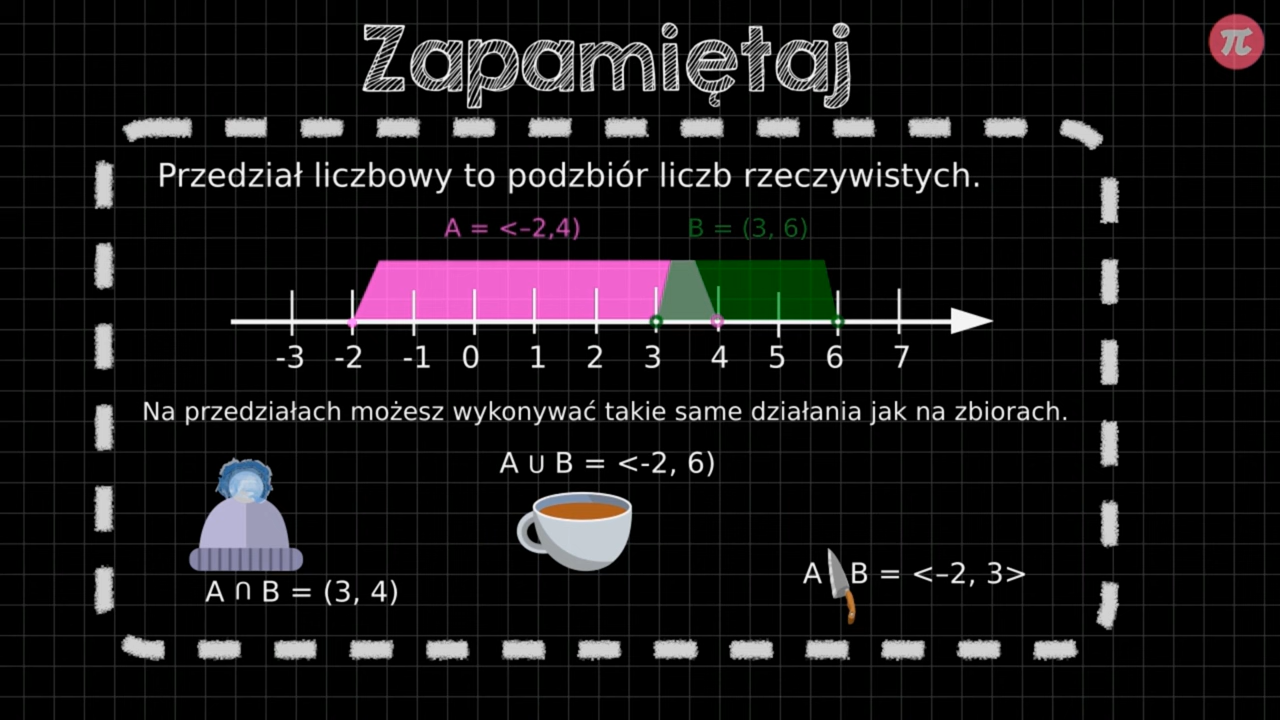 Zapamiętaj
π
Przedział liczbowy to podzbiór liczb rzeczywistych.
A = <–2,4)
B = (3, 6)
-3 -2 -1 0 1 2 3 4 5 6 7
Na przedziałach możesz wykonywać takie same działania jak na zbiorach.
A ∪ B = <-2, 6)
A ∩ B = (3, 4)
A \ B = <–2, 3>